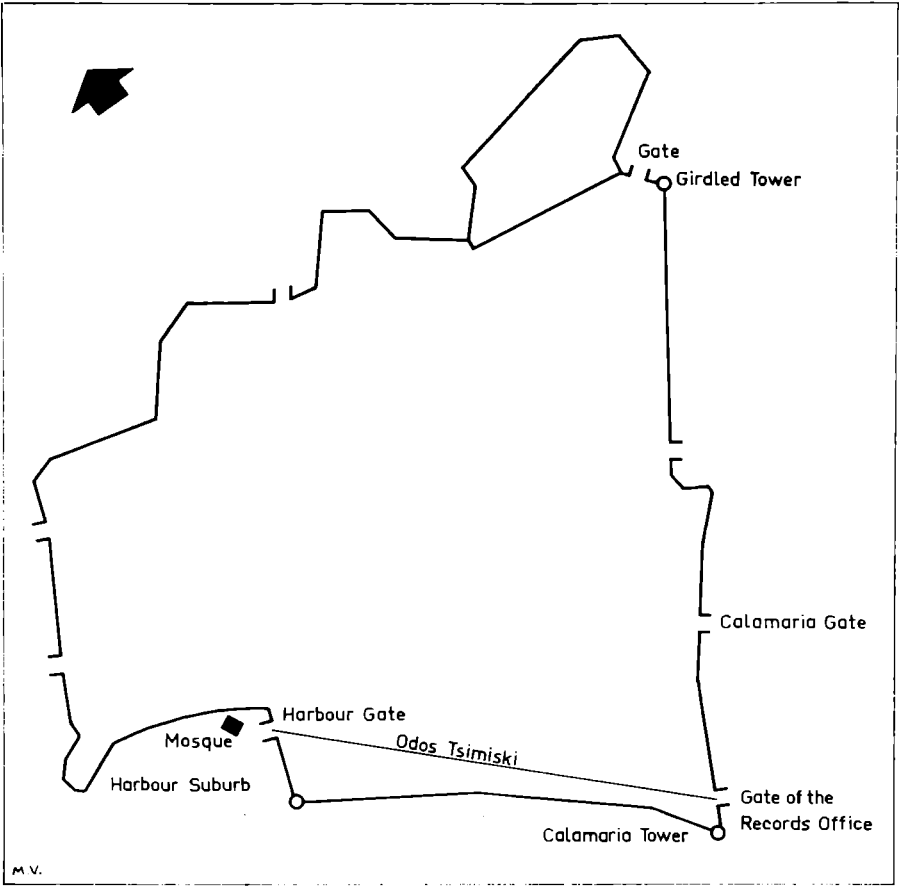 Gate
Girdled Tower
Calamaria Gate
Harbour Gate
Mosque
Odos Tsimiski
Harbour Suburb
Gate of the
Records Office
Calamaria Tower
M V.